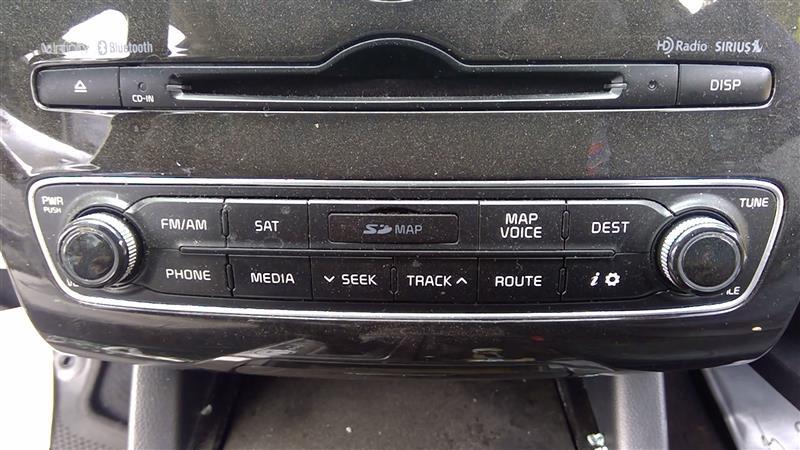 Bluetooth HD Radio SIRIUS
CD-IN DISP
PWR PUSH TUNE
FM/AM SAT SD MAP MAP VOICE DEST
PHONE MEDIA SEEK TRACK ROUTE i